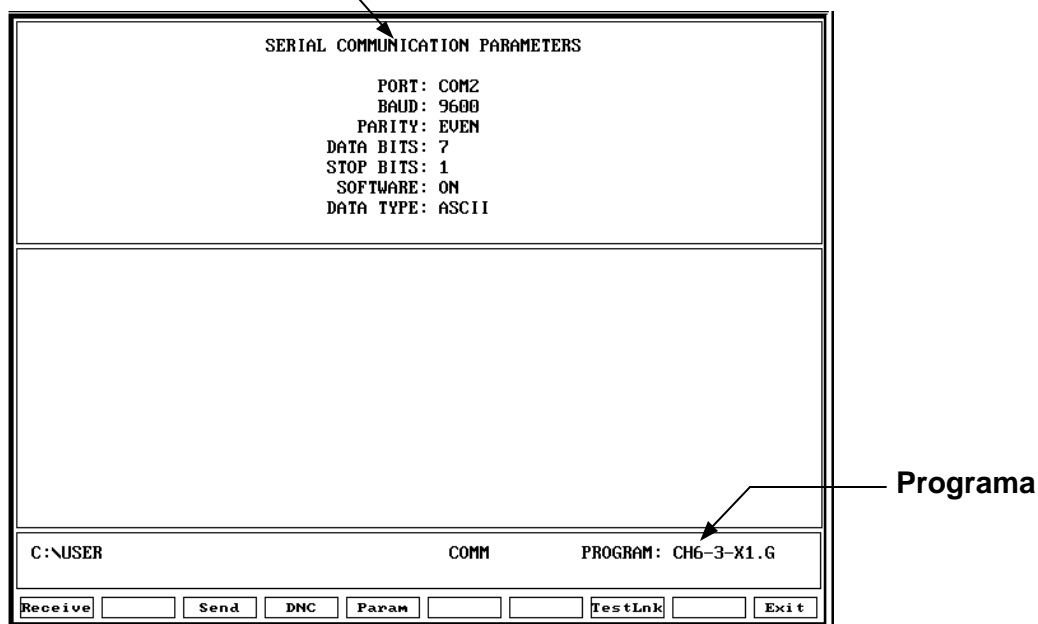 SERIAL COMMUNICATION PARAMETERS
PORT: COM2
BAUD: 9600
PARITY: EVEN
DATA BITS: 7
STOP BITS: 1
SOFTWARE: ON
DATA TYPE: ASCII
Programa
C:\USER COMM PROGRAM: CH6-3-X1.G
Receive Send DNC Param TestLnk Exit